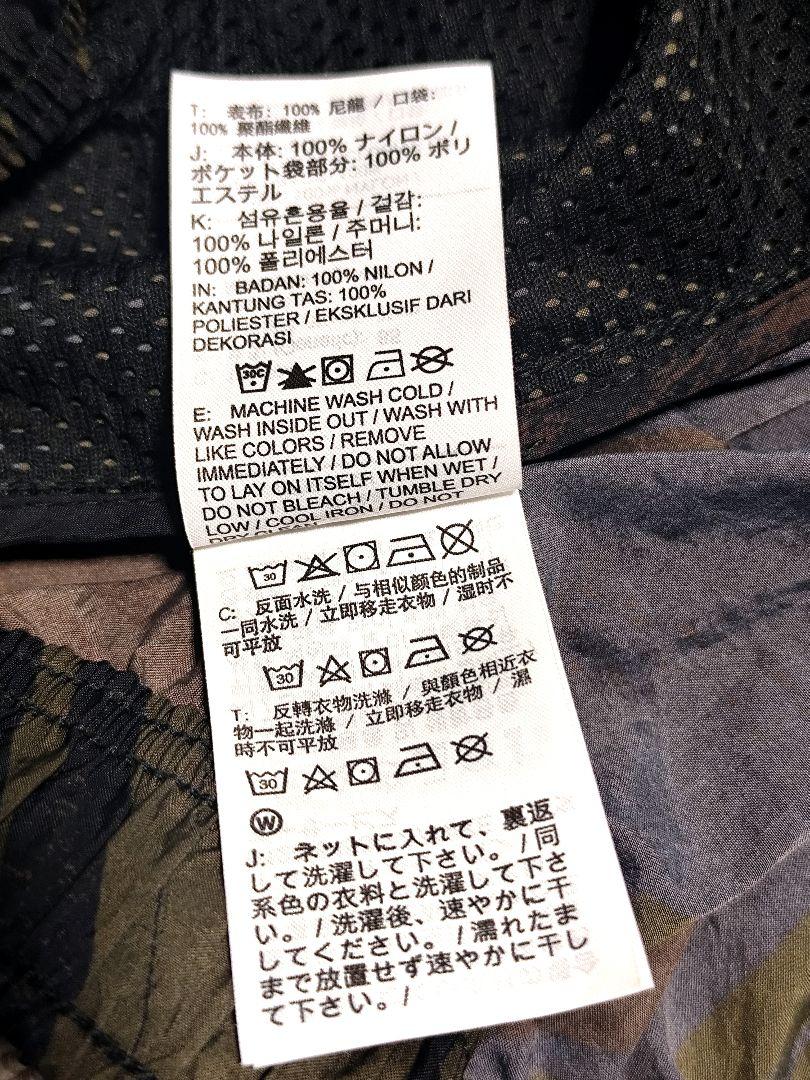 T: 表布: 100% 尼龍 / 口袋:
100% 聚酯纖維
J: 本体: 100% ナイロン /
ポケット袋部分: 100% ポリ
エステル
K: 섬유혼용율 / 겉감:
100% 나일론 / 주머니:
100% 폴리에스터
IN: BADAN: 100% NILON /
KANTUNG TAS: 100%
POLIESTER / EKSKLUSIF DARI
DEKORASI
30C
E: MACHINE WASH COLD /
WASH INSIDE OUT / WASH WITH
LIKE COLORS / REMOVE
IMMEDIATELY / DO NOT ALLOW
TO LAY ON ITSELF WHEN WET /
DO NOT BLEACH / TUMBLE DRY
LOW / COOL IRON / DO NOT
DRY CLEAN
30
C: 反面水洗 / 与相似颜色的制品
一同水洗 / 立即移走衣物 / 湿时不
可平放
30
T: 反轉衣物洗滌 / 與顏色相近衣
物一起洗滌 / 立即移走衣物 / 濕
時不可平放
30
W
J: ネットに入れて、裏返
して洗濯して下さい。/同
系色の衣料と洗濯して下さ
い。/洗濯後、速やかに干
してください。/濡れたま
まで放置せず速やかに干し
て下さい。/